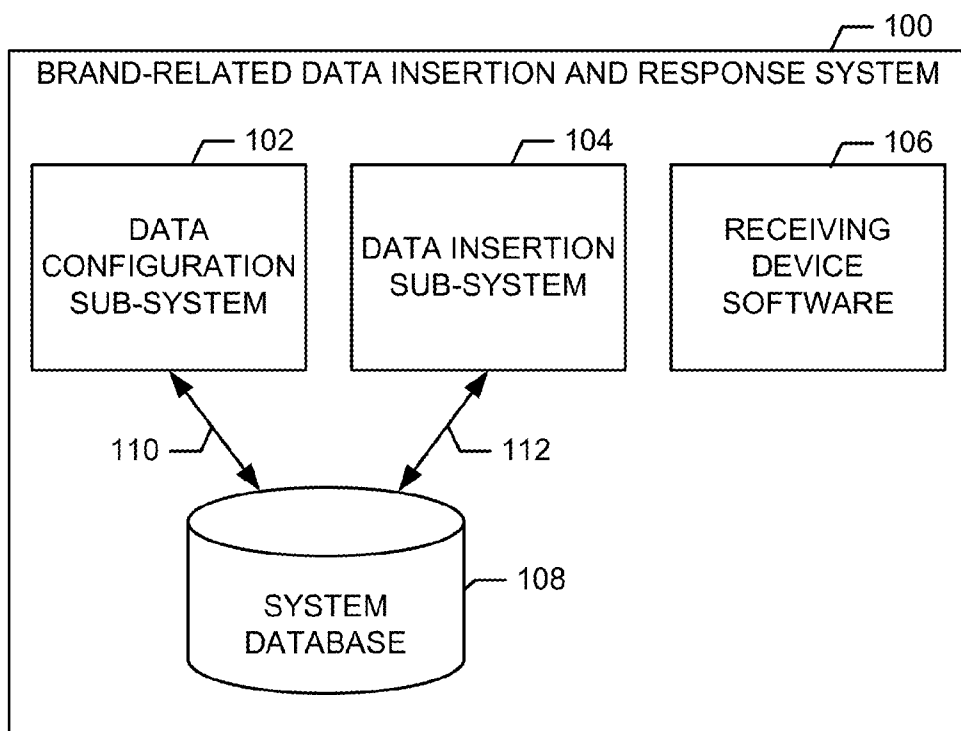 100
BRAND-RELATED DATA INSERTION AND RESPONSE SYSTEM
102
104
106
DATA
CONFIGURATION
SUB-SYSTEM
DATA INSERTION
SUB-SYSTEM
RECEIVING
DEVICE
SOFTWARE
110
112
108
SYSTEM
DATABASE